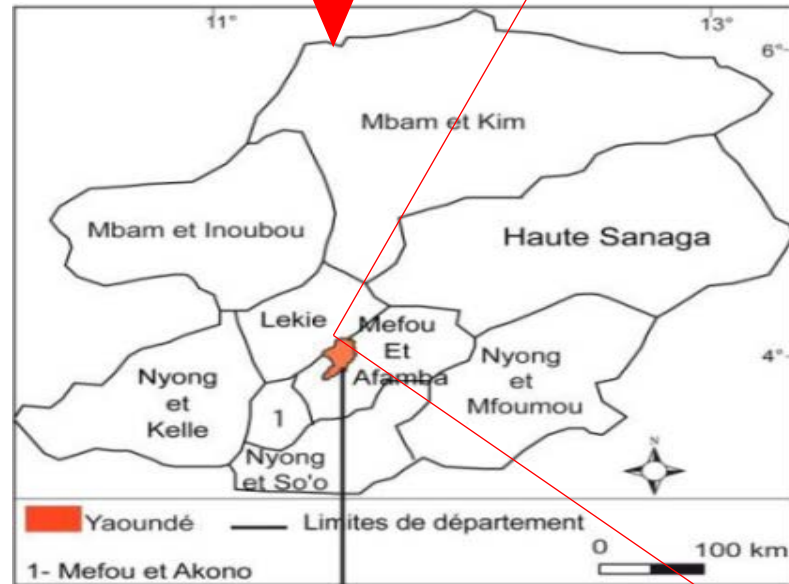 11° 13°
6°
Mbam et Kim
Mbam et Inoubou
Haute Sanaga
Lekie
Mefou
Et
Afamba
4°
Nyong
et
Mfoumou
Nyong
et
Kelle
1
Nyong
et So'o
N
Yaoundé
Limites de département
1- Mefou et Akono
0 100 km